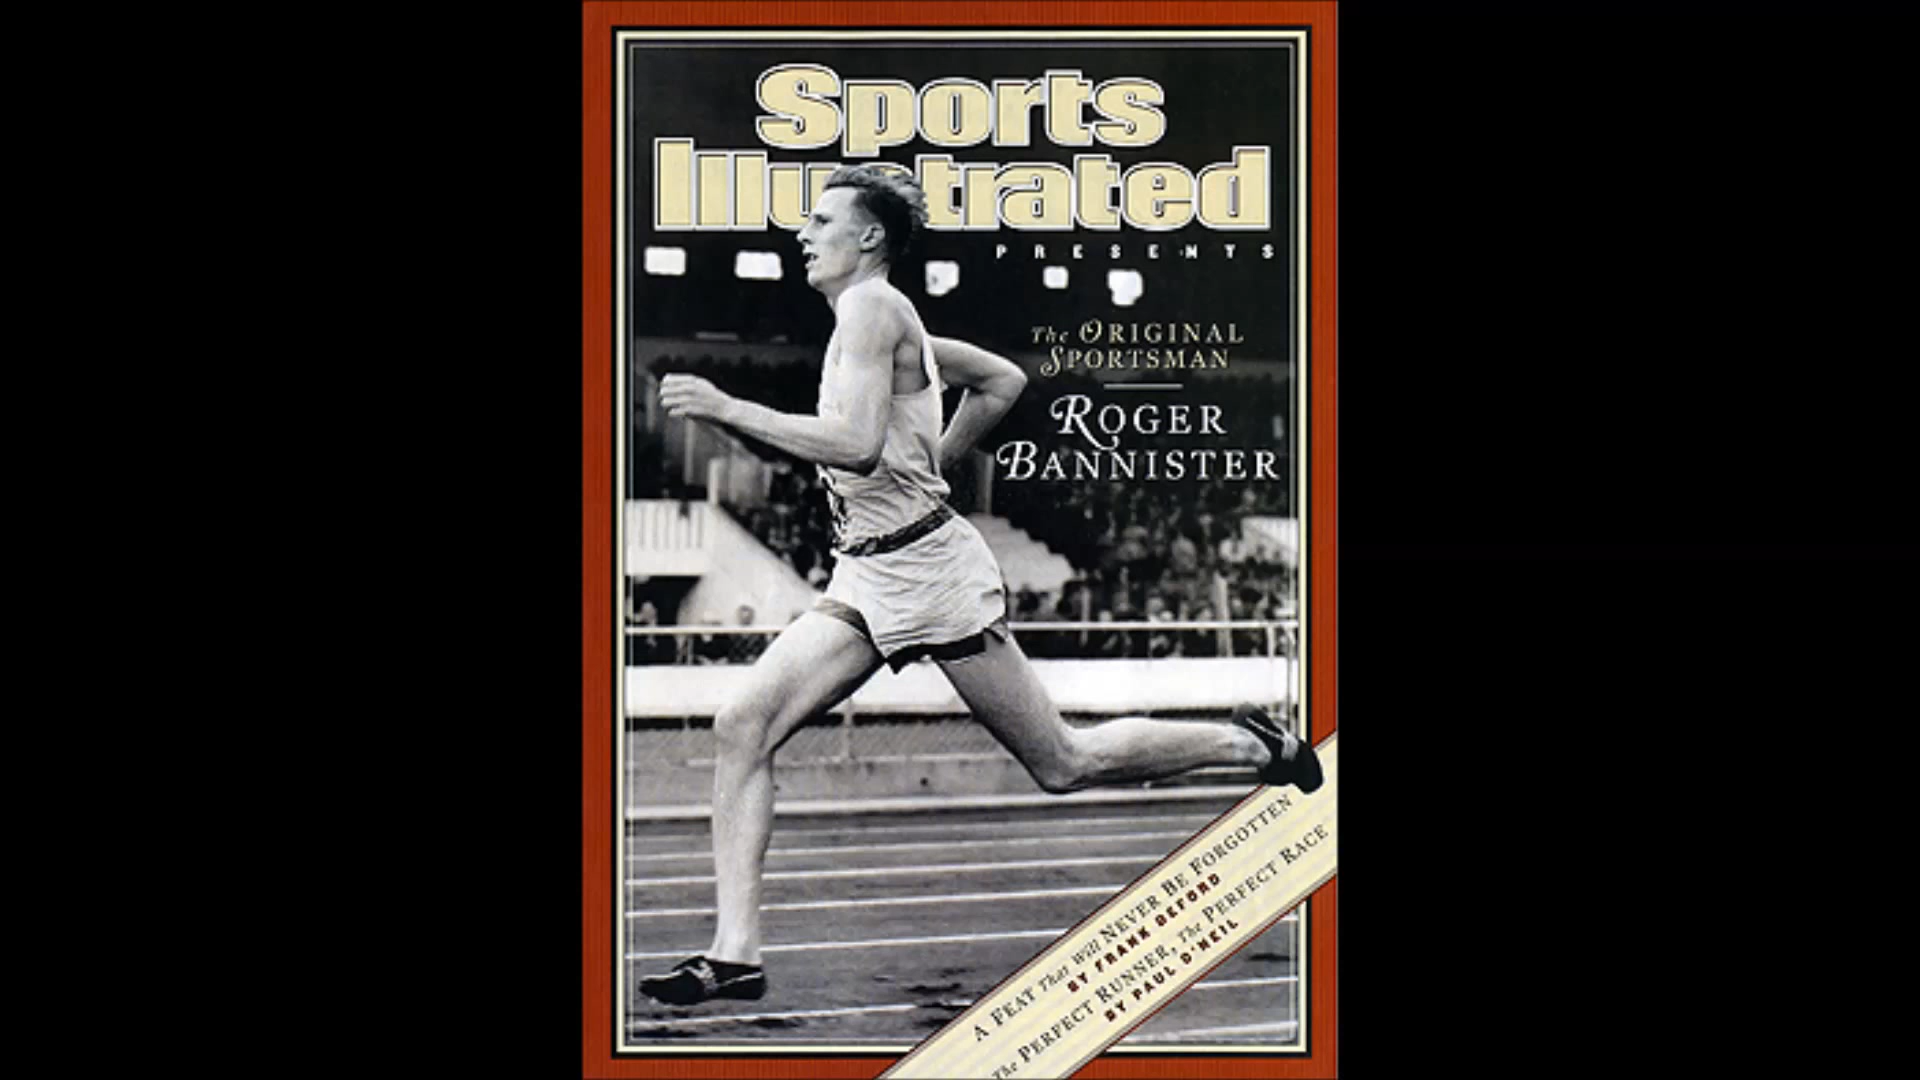 Sports
Illustrated
PRESENTS
The ORIGINAL
SPORTSMAN
ROGER
BANNISTER
A FEAT That Will NEVER BE FORGOTTEN
BY FRANK DEFORD
The PERFECT RUNNER, The PERFECT RACE
BY PAUL O'NEIL